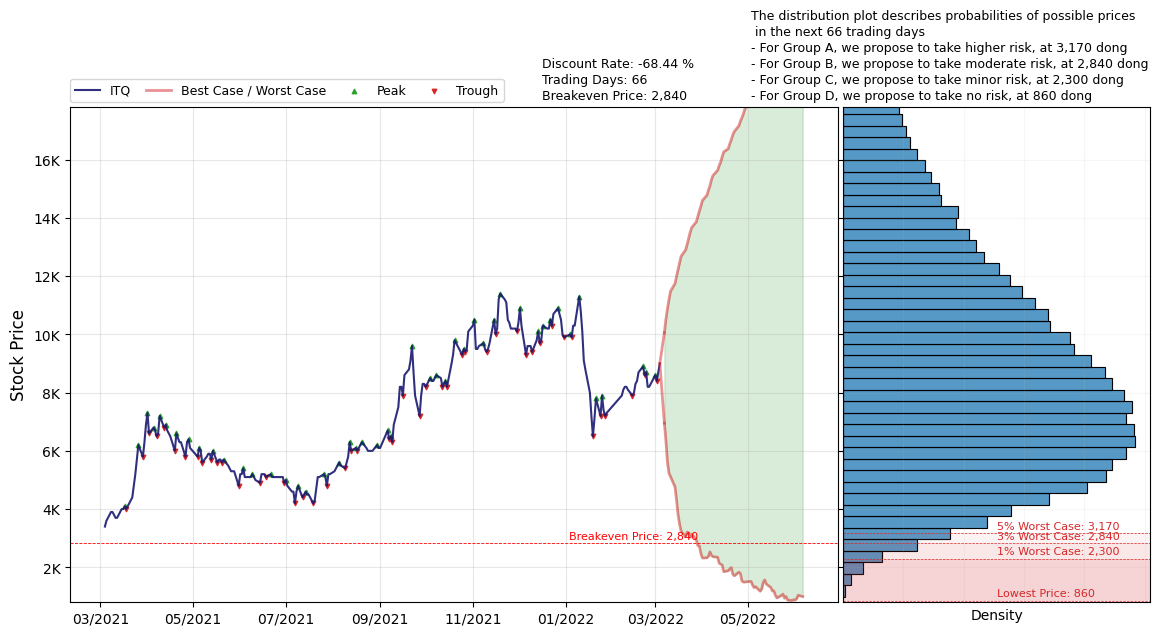 The distribution plot describes probabilities of possible prices
in the next 66 trading days
- For Group A, we propose to take higher risk, at 3,170 dong
- For Group B, we propose to take moderate risk, at 2,840 dong
- For Group C, we propose to take minor risk, at 2,300 dong
- For Group D, we propose to take no risk, at 860 dong
Discount Rate: -68.44 %
Trading Days: 66
Breakeven Price: 2,840
ITQ
Best Case / Worst Case
Peak
Trough
Stock Price
16K
14K
12K
10K
8K
6K
4K
2K
Breakeven Price: 2,840
03/2021
05/2021
07/2021
09/2021
11/2021
01/2022
03/2022
05/2022
5% Worst Case: 3,170
3% Worst Case: 2,840
1% Worst Case: 2,300
Lowest Price: 860
Density